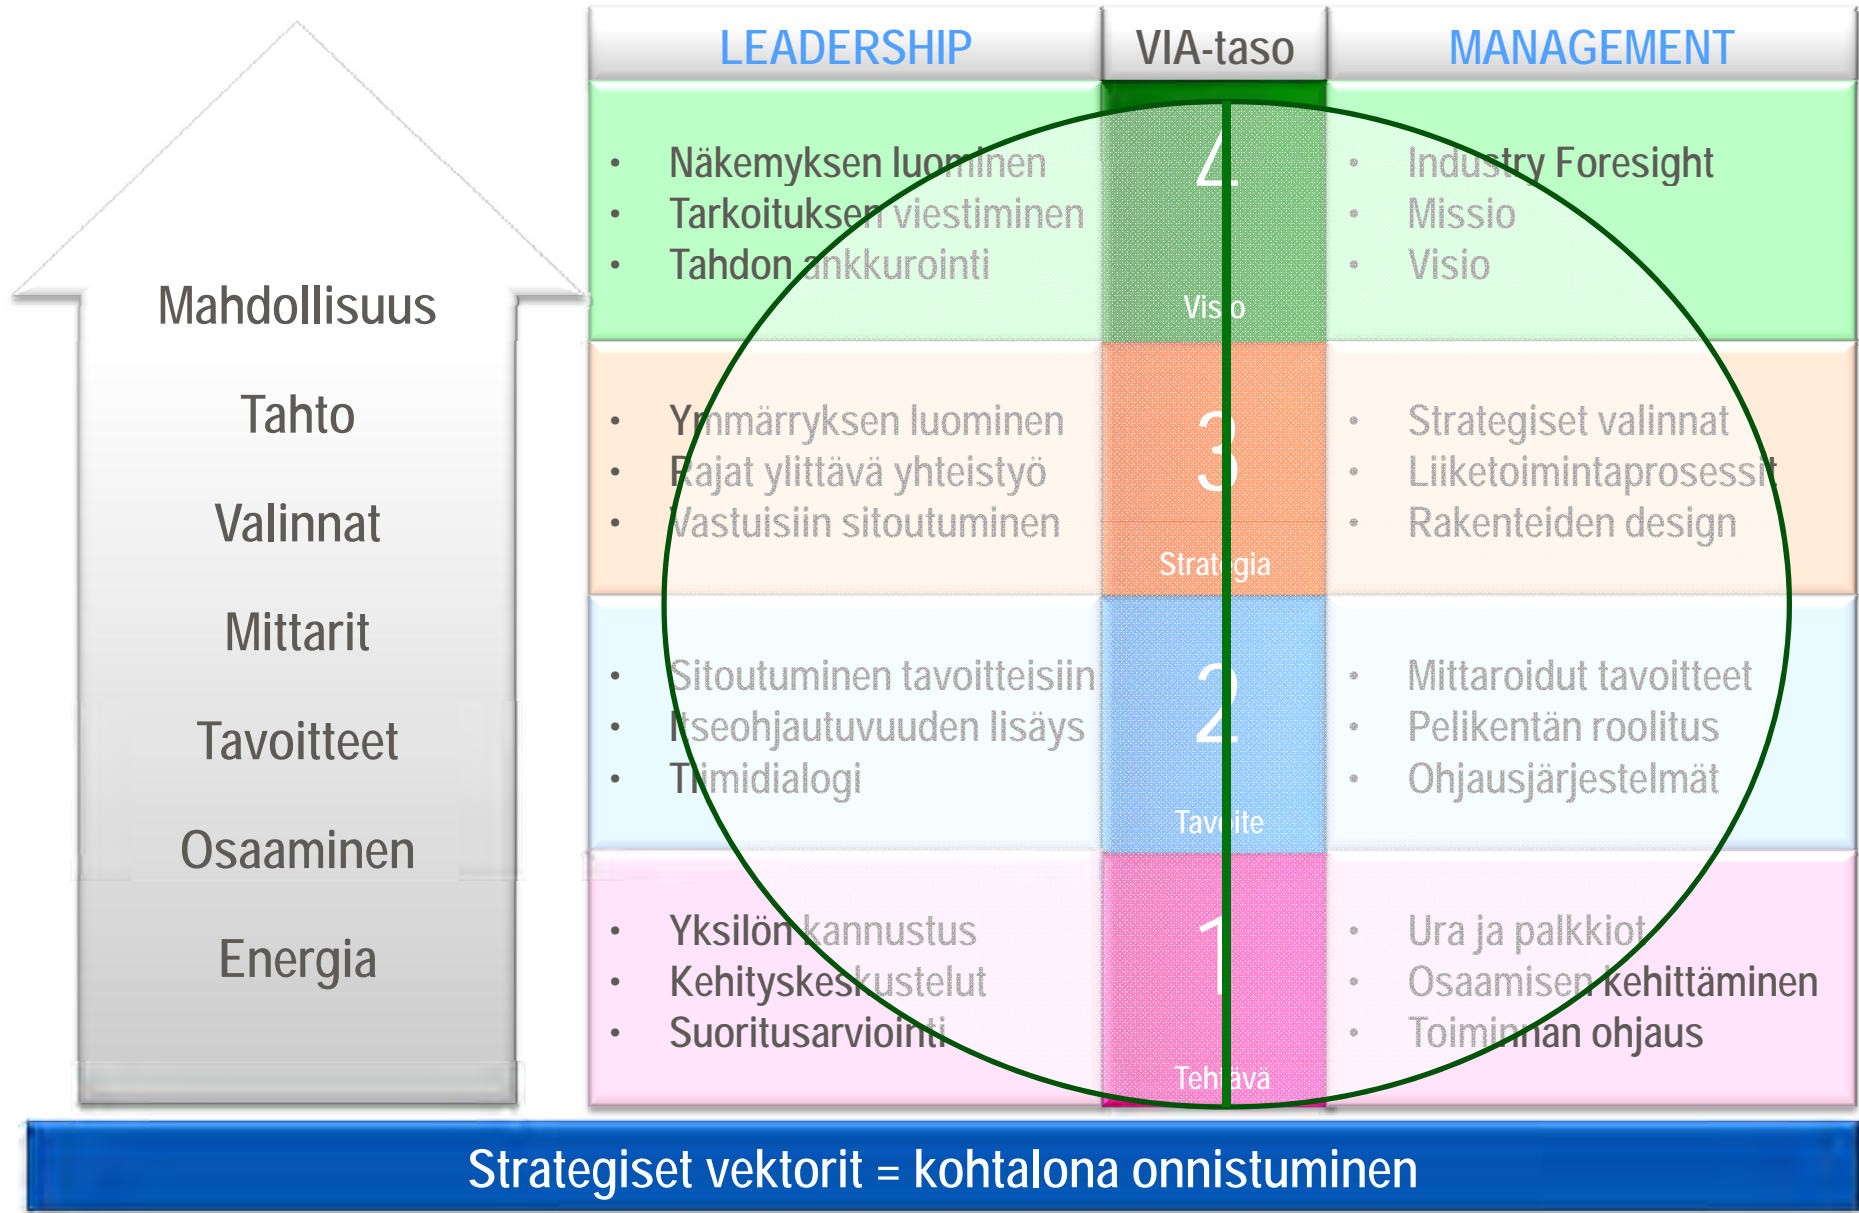 LEADERSHIP
VIA-taso
MANAGEMENT
Mahdollisuus
Tahto
Valinnat
Mittarit
Tavoitteet
Osaaminen
Energia
• Näkemyksen luominen
• Tarkoituksen viestiminen
• Tahdon ankkurointi
4
Visio
• Industry Foresight
• Missio
• Visio
• Ymmärryksen luominen
• Rajat ylittävä yhteistyö
• Vastuisiin sitoutuminen
3
Strategia
• Strategiset valinnat
• Liiketoimintaprosessit
• Rakenteiden design
• Sitoutuminen tavoitteisiin
• Itseohjautuvuuden lisäys
• Tiimidialogi
2
Tavoite
• Mittaroidut tavoitteet
• Pelikentän roolitus
• Ohjausjärjestelmät
• Yksilön kannustus
• Kehityskeskustelut
• Suoritusarviointi
1
Tehtävä
• Ura ja palkkiot
• Osaamisen kehittäminen
• Toiminnan ohjaus
Strategiset vektorit = kohtalona onnistuminen